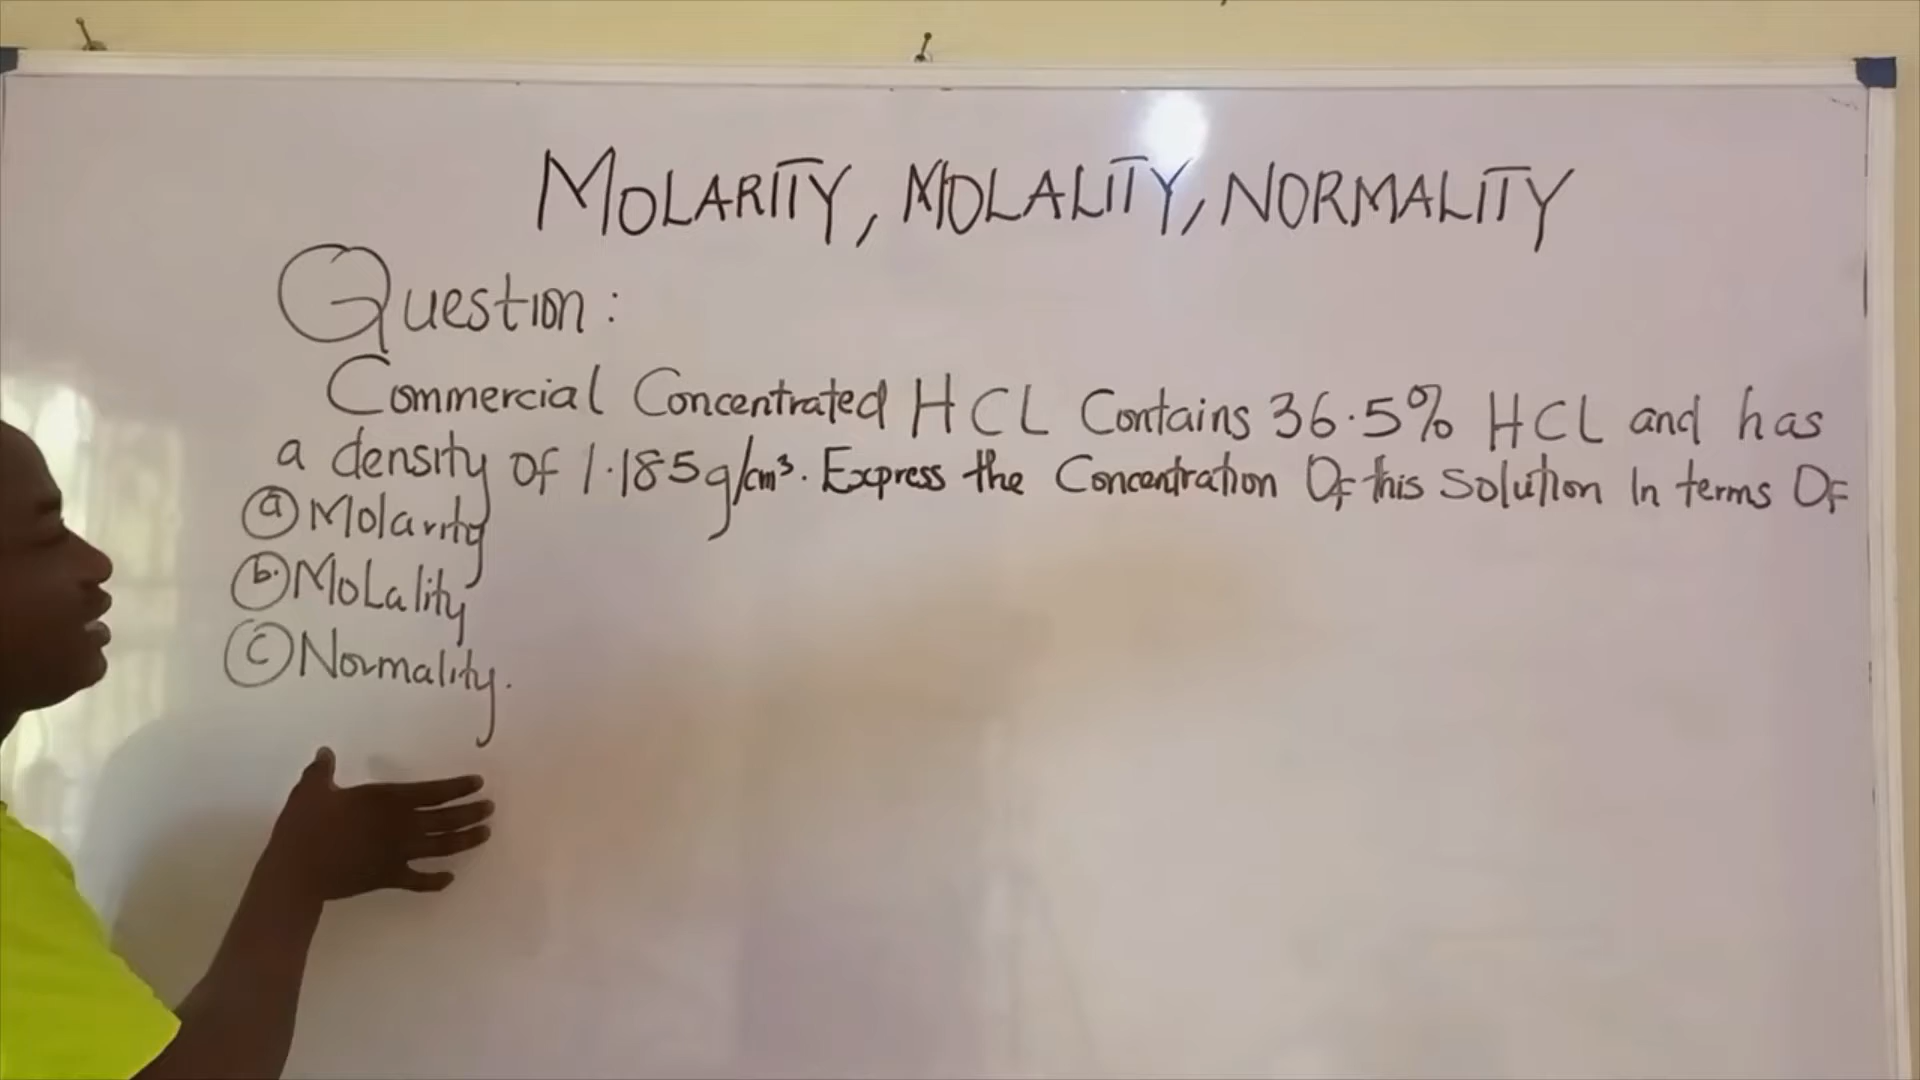 MOLARITY, MOLALITY, NORMALITY
Question:
Commercial Concentrated HCL Contains 36.5% HCL and has
a density of 1.185g/cm³. Express the Concentration OF this Solution In terms OF
(a) Molarity
(b.) MoLality
(c) Normality.